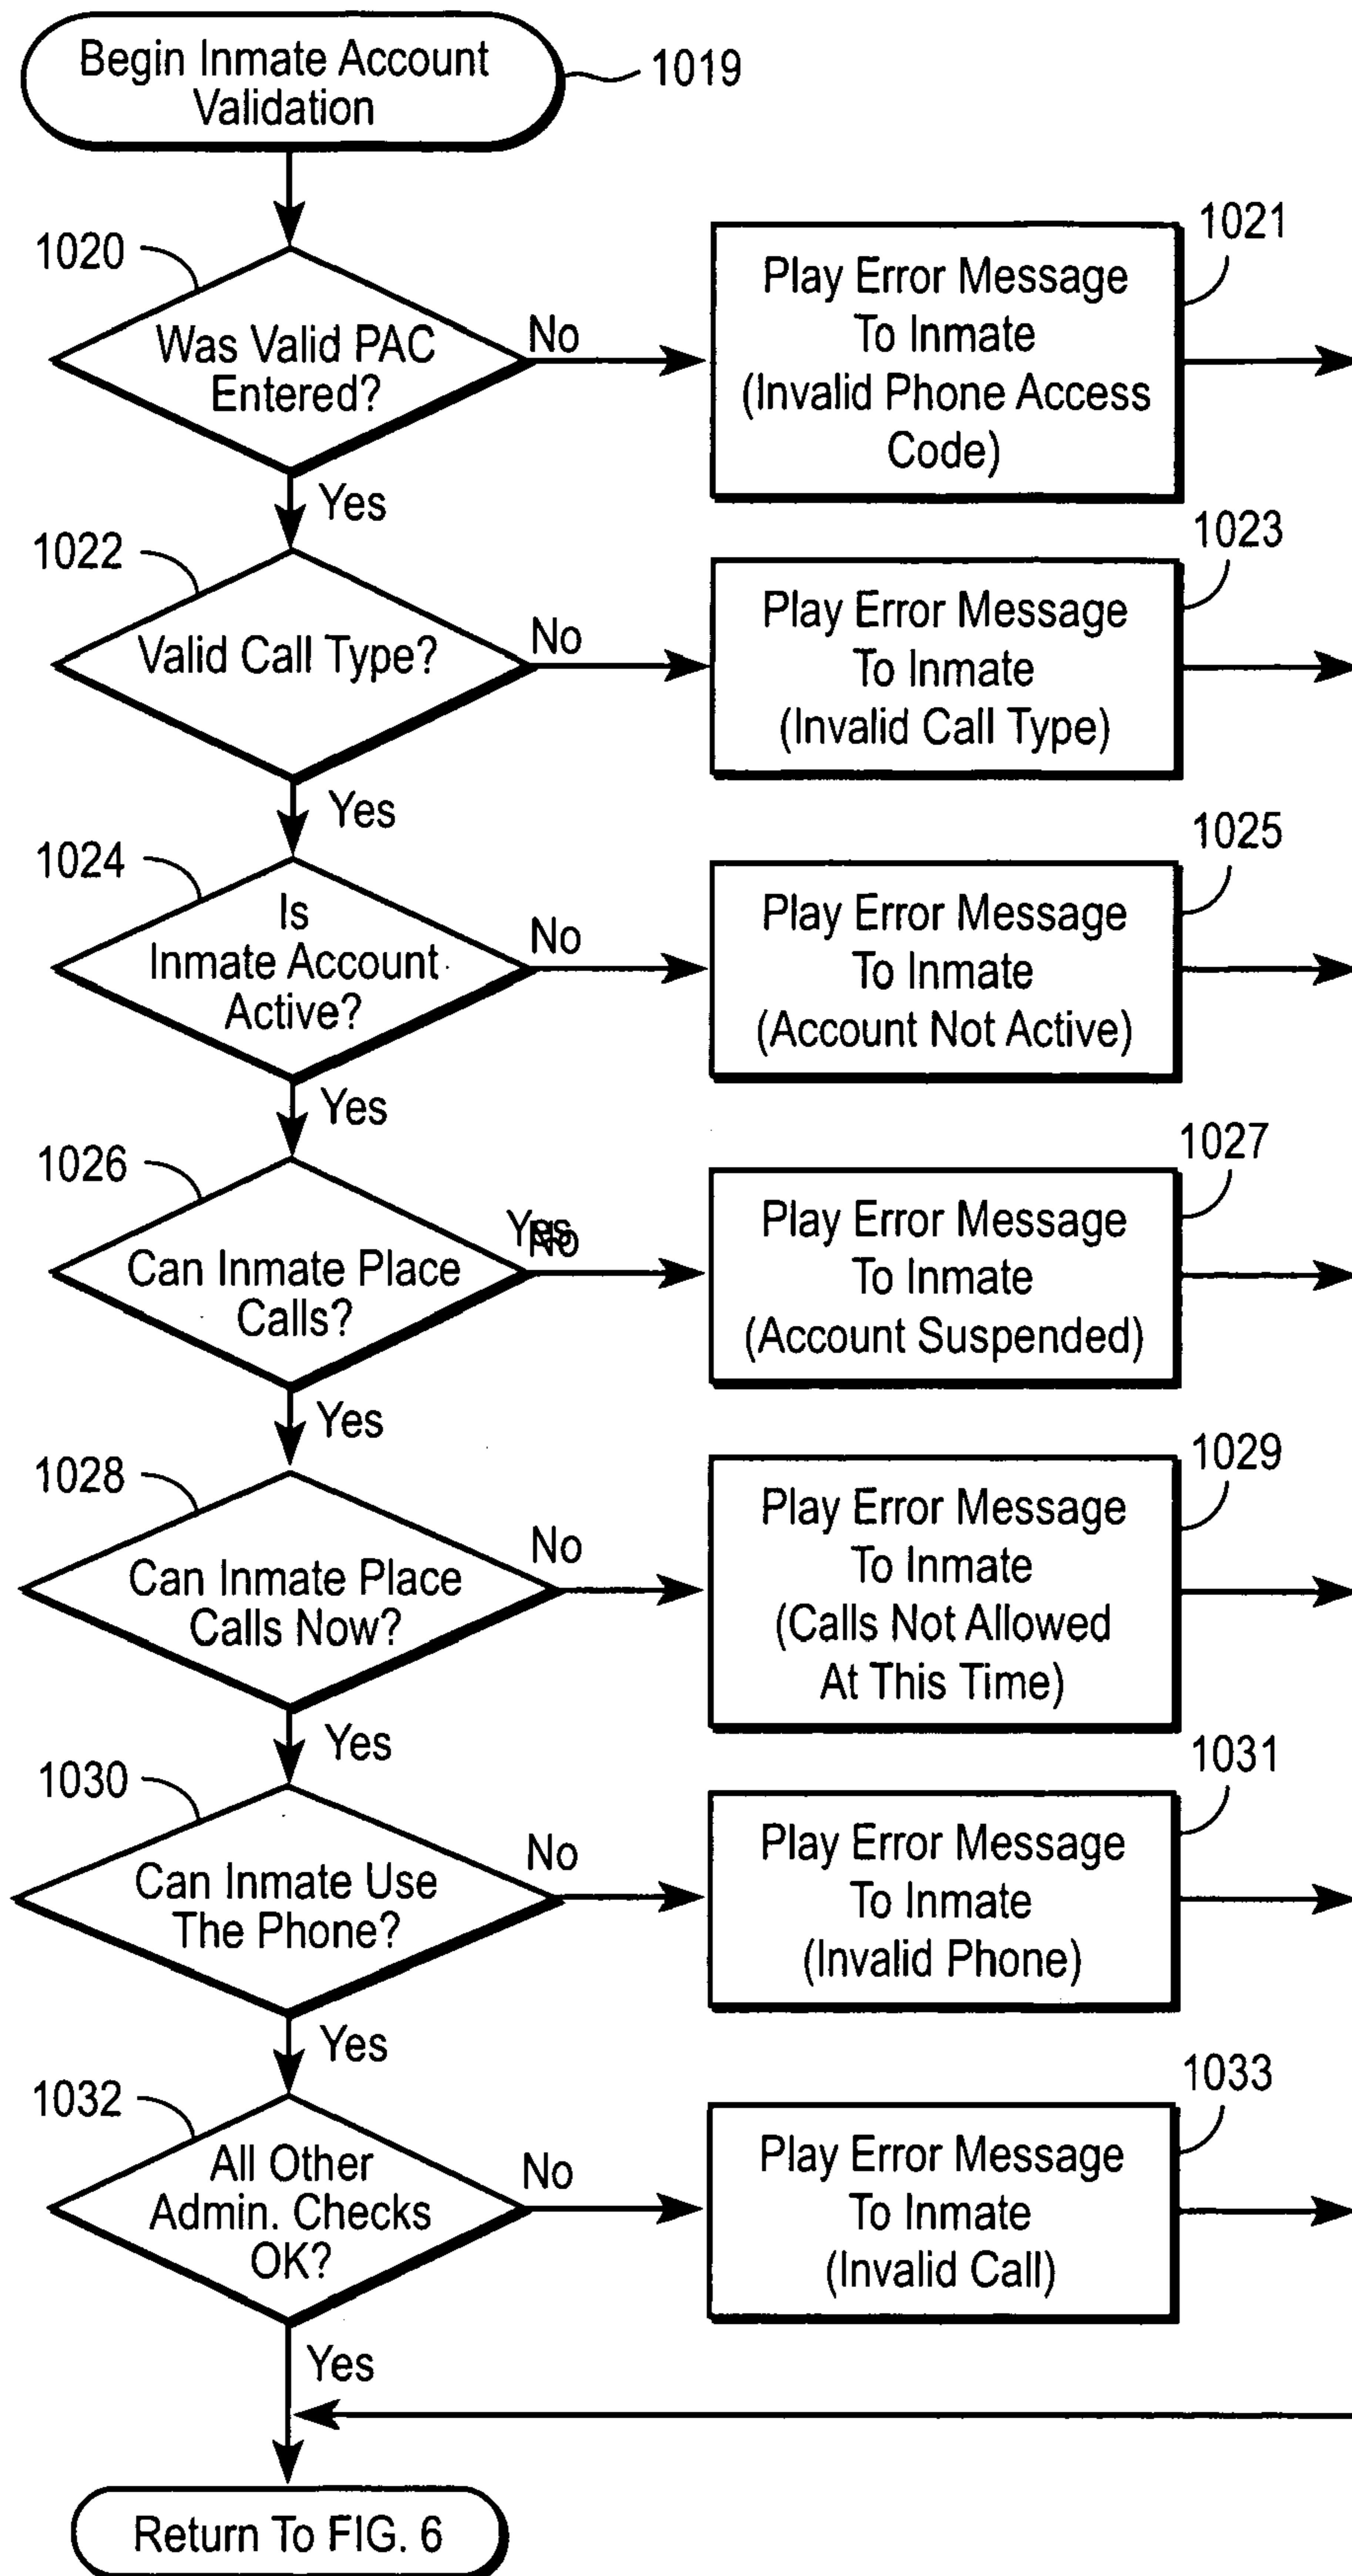 Begin Inmate Account
Validation
1019
1020
Was Valid PAC
Entered?
No
Play Error Message
To Inmate
(Invalid Phone Access
Code)
1021
Yes
1022
Valid Call Type?
No
Play Error Message
To Inmate
(Invalid Call Type)
1023
Yes
1024
Is
Inmate Account
Active?
No
Play Error Message
To Inmate
(Account Not Active)
1025
Yes
1026
Can Inmate Place
Calls?
Yes
No
Play Error Message
To Inmate
(Account Suspended)
1027
Yes
1028
Can Inmate Place
Calls Now?
No
Play Error Message
To Inmate
(Calls Not Allowed
At This Time)
1029
Yes
1030
Can Inmate Use
The Phone?
No
Play Error Message
To Inmate
(Invalid Phone)
1031
Yes
1032
All Other
Admin. Checks
OK?
No
Play Error Message
To Inmate
(Invalid Call)
1033
Yes
Return To FIG. 6